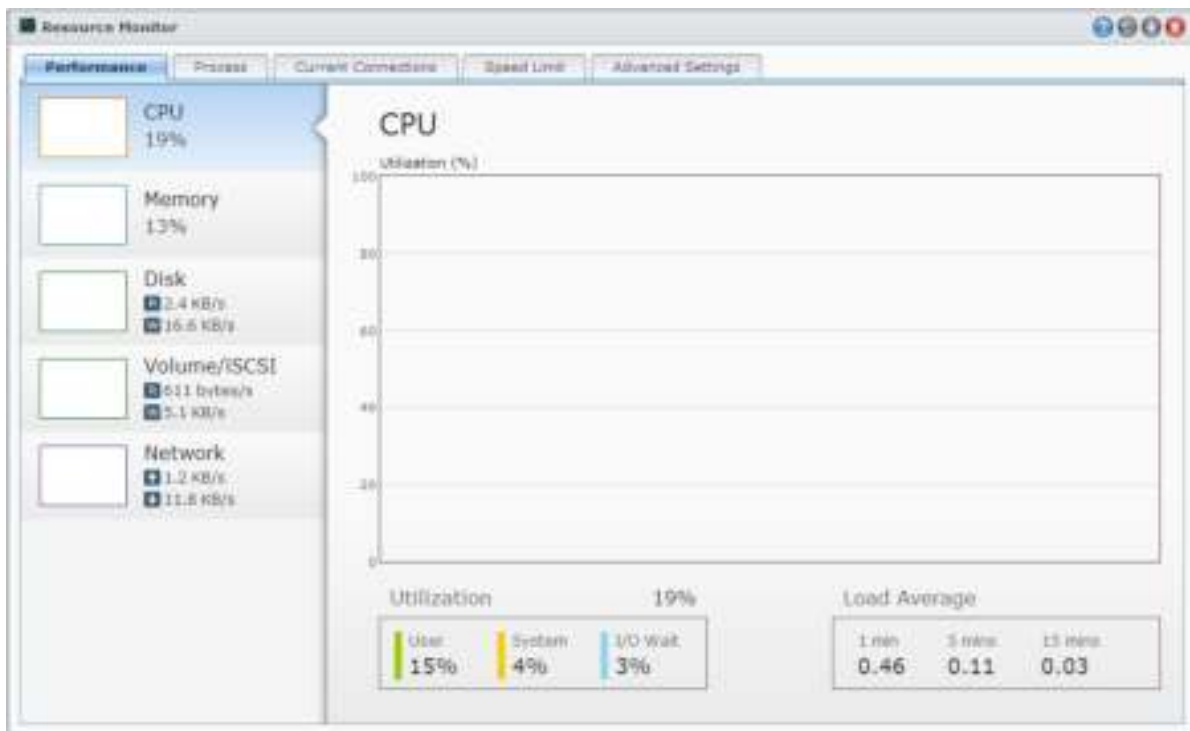 Resource Monitor
Performance Process Current Connections Speed Limit Advanced Settings
CPU
19%
Memory
13%
Disk
R 2.4 KB/s
W 16.6 KB/s
Volume/iSCSI
R 611 bytes/s
W 5.1 KB/s
Network
1.2 KB/s
11.8 KB/s
CPU
Utilization (%)
100
80
60
40
20
0
Utilization 19%
User System I/O Wait
15% 4% 3%
Load Average
1 min 5 mins 15 mins
0.46 0.11 0.03